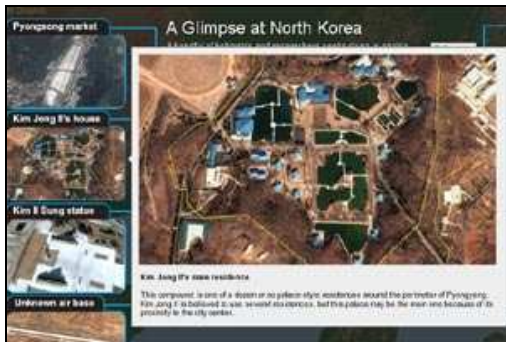 Pyongsong market
A Glimpse at North Korea
Kim Jong Il's house
Kim Il Sung statue
Unknown air base
Kim Jong Il's main residence
This compound is one of a dozen or so palace-style residences around the perimeter of Pyongyang.
Kim Jong Il is believed to use several residences, but this palace may be the main one because of its
proximity to the city center.